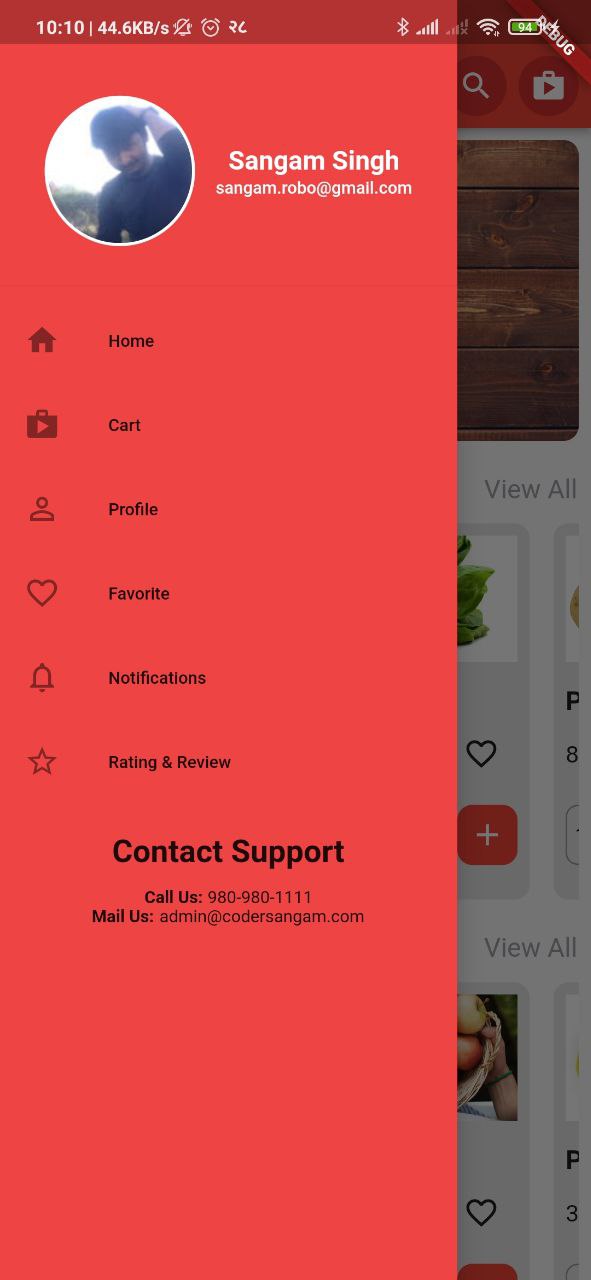 10:10 | 44.6KB/s
94
DEBUG
Sangam Singh
sangam.robo@gmail.com
Home
Cart
View All
Profile
Favorite
Notifications
P
8
Rating & Review
Contact Support
Call Us: 980-980-1111
Mail Us: admin@codersangam.com
View All
P
3